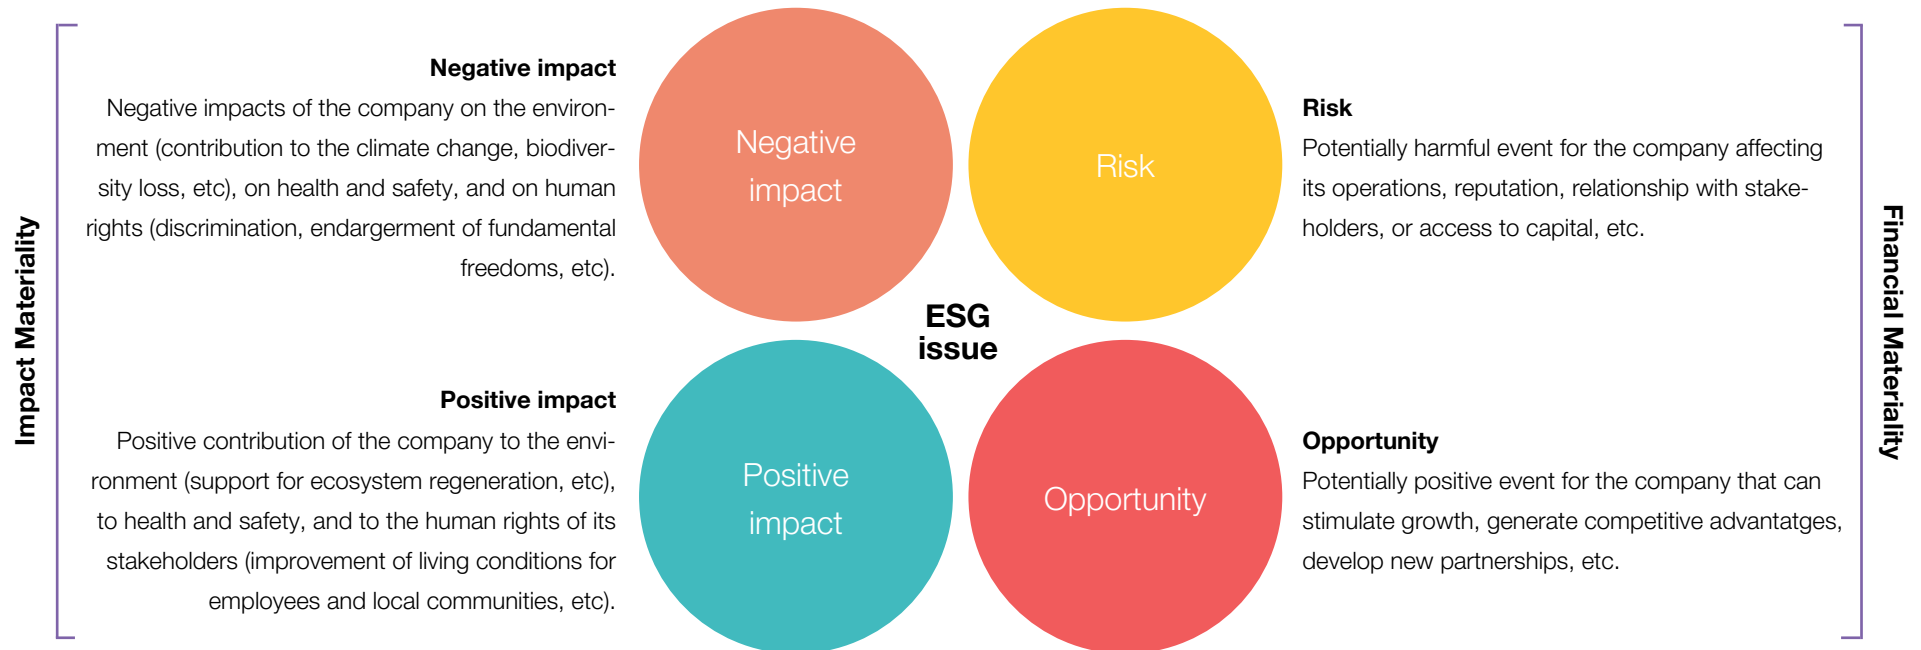 Impact Materiality
Negative impact
Negative impacts of the company on the environ-
ment (contribution to the climate change, biodiver-
sity loss, etc), on health and safety, and on human
rights (discrimination, endargerment of fundamental
freedoms, etc).
Positive impact
Positive contribution of the company to the envi-
ronment (support for ecosystem regeneration, etc),
to health and safety, and to the human rights of its
stakeholders (improvement of living conditions for
employees and local communities, etc).
Negative
impact
Risk
ESG
issue
Positive
impact
Opportunity
Risk
Potentially harmful event for the company affecting
its operations, reputation, relationship with stake-
holders, or access to capital, etc.
Opportunity
Potentially positive event for the company that can
stimulate growth, generate competitive advantatges,
develop new partnerships, etc.
Financial Materiality